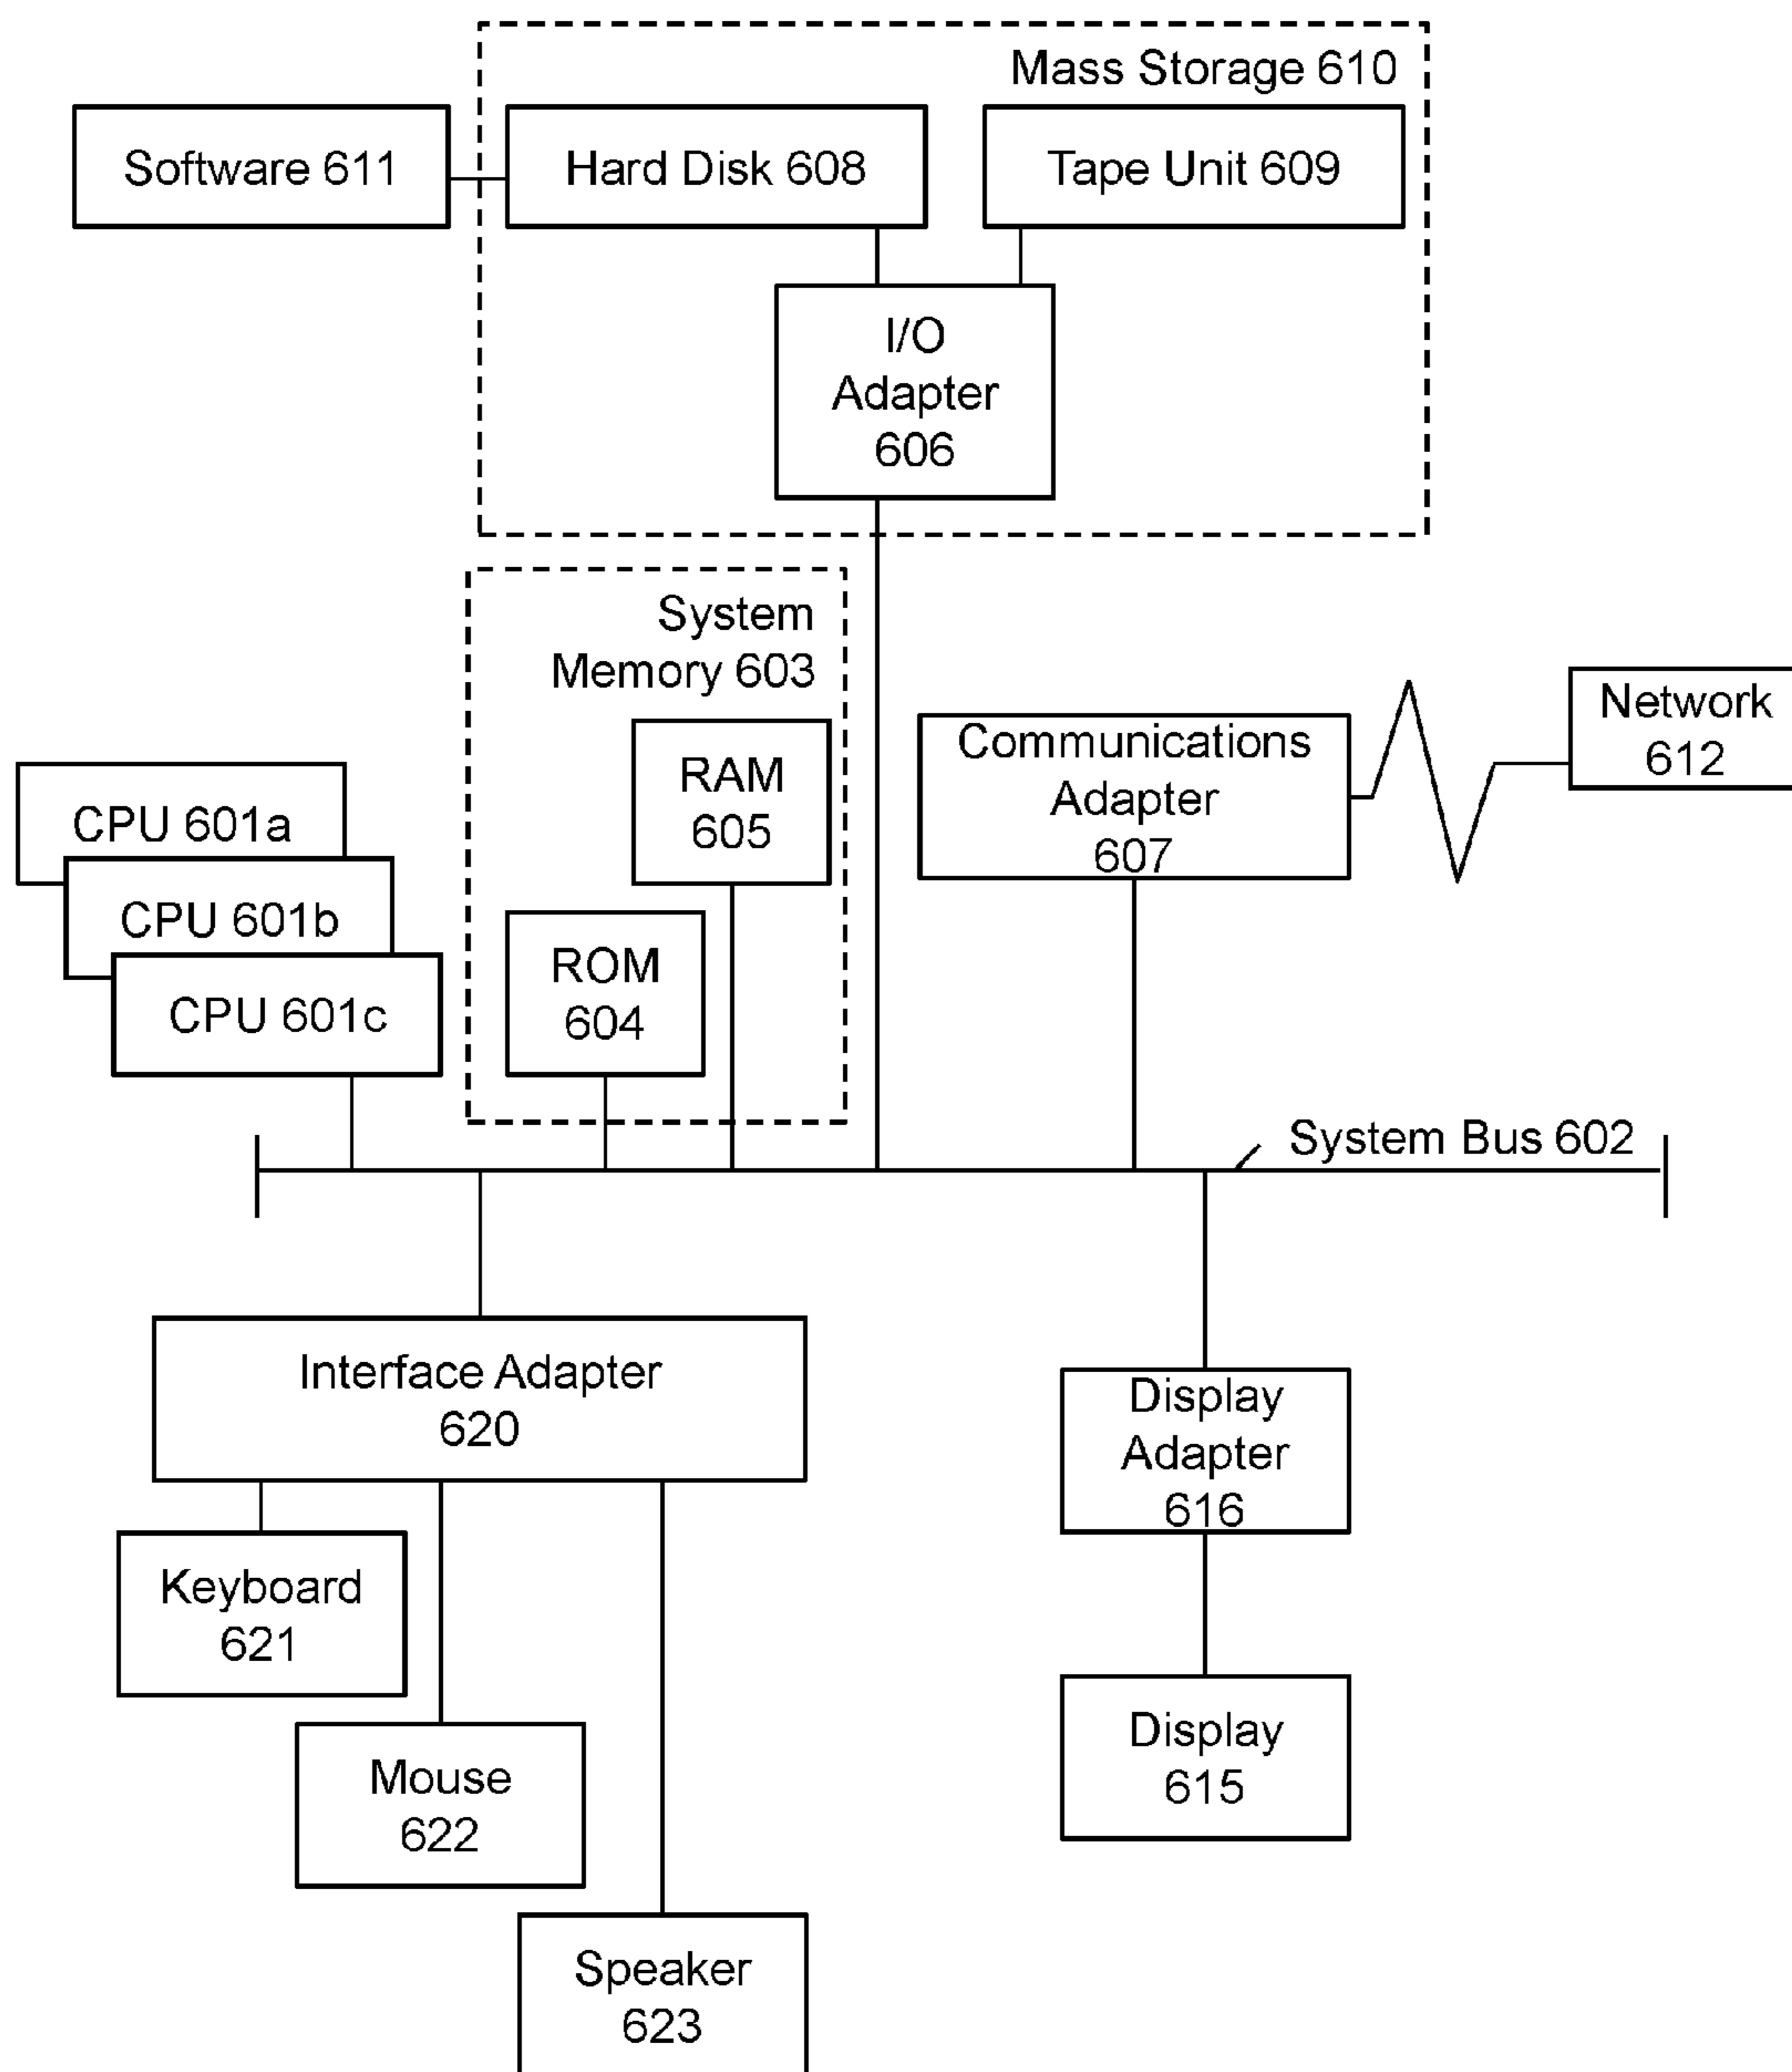 Mass Storage 610
Software 611
Hard Disk 608
Tape Unit 609
I/O
Adapter
606
System
Memory 603
RAM
605
ROM
604
CPU 601a
CPU 601b
CPU 601c
Communications
Adapter
607
Network
612
System Bus 602
Interface Adapter
620
Keyboard
621
Mouse
622
Speaker
623
Display
Adapter
616
Display
615